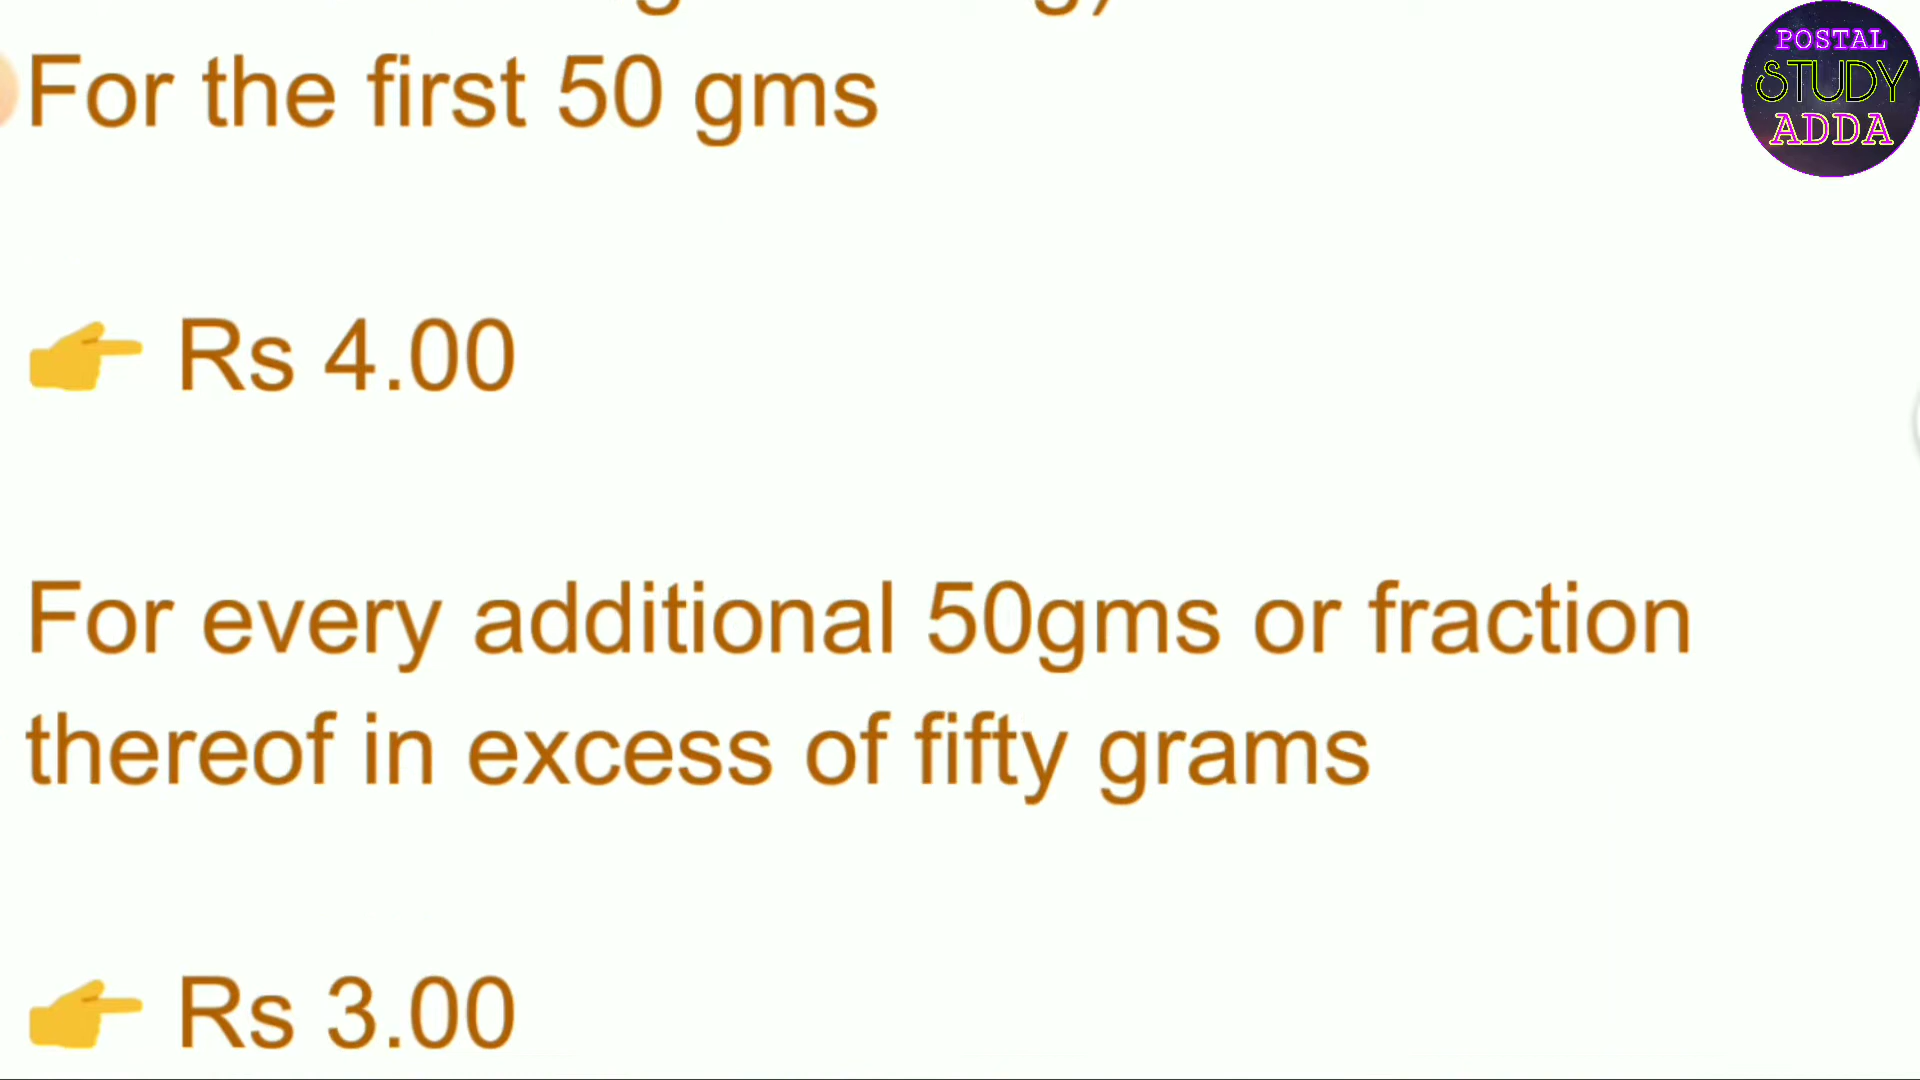 For the first 50 gms
POSTAL
STUDY
ADDA
👉 Rs 4.00
For every additional 50gms or fraction
thereof in excess of fifty grams
👉 Rs 3.00